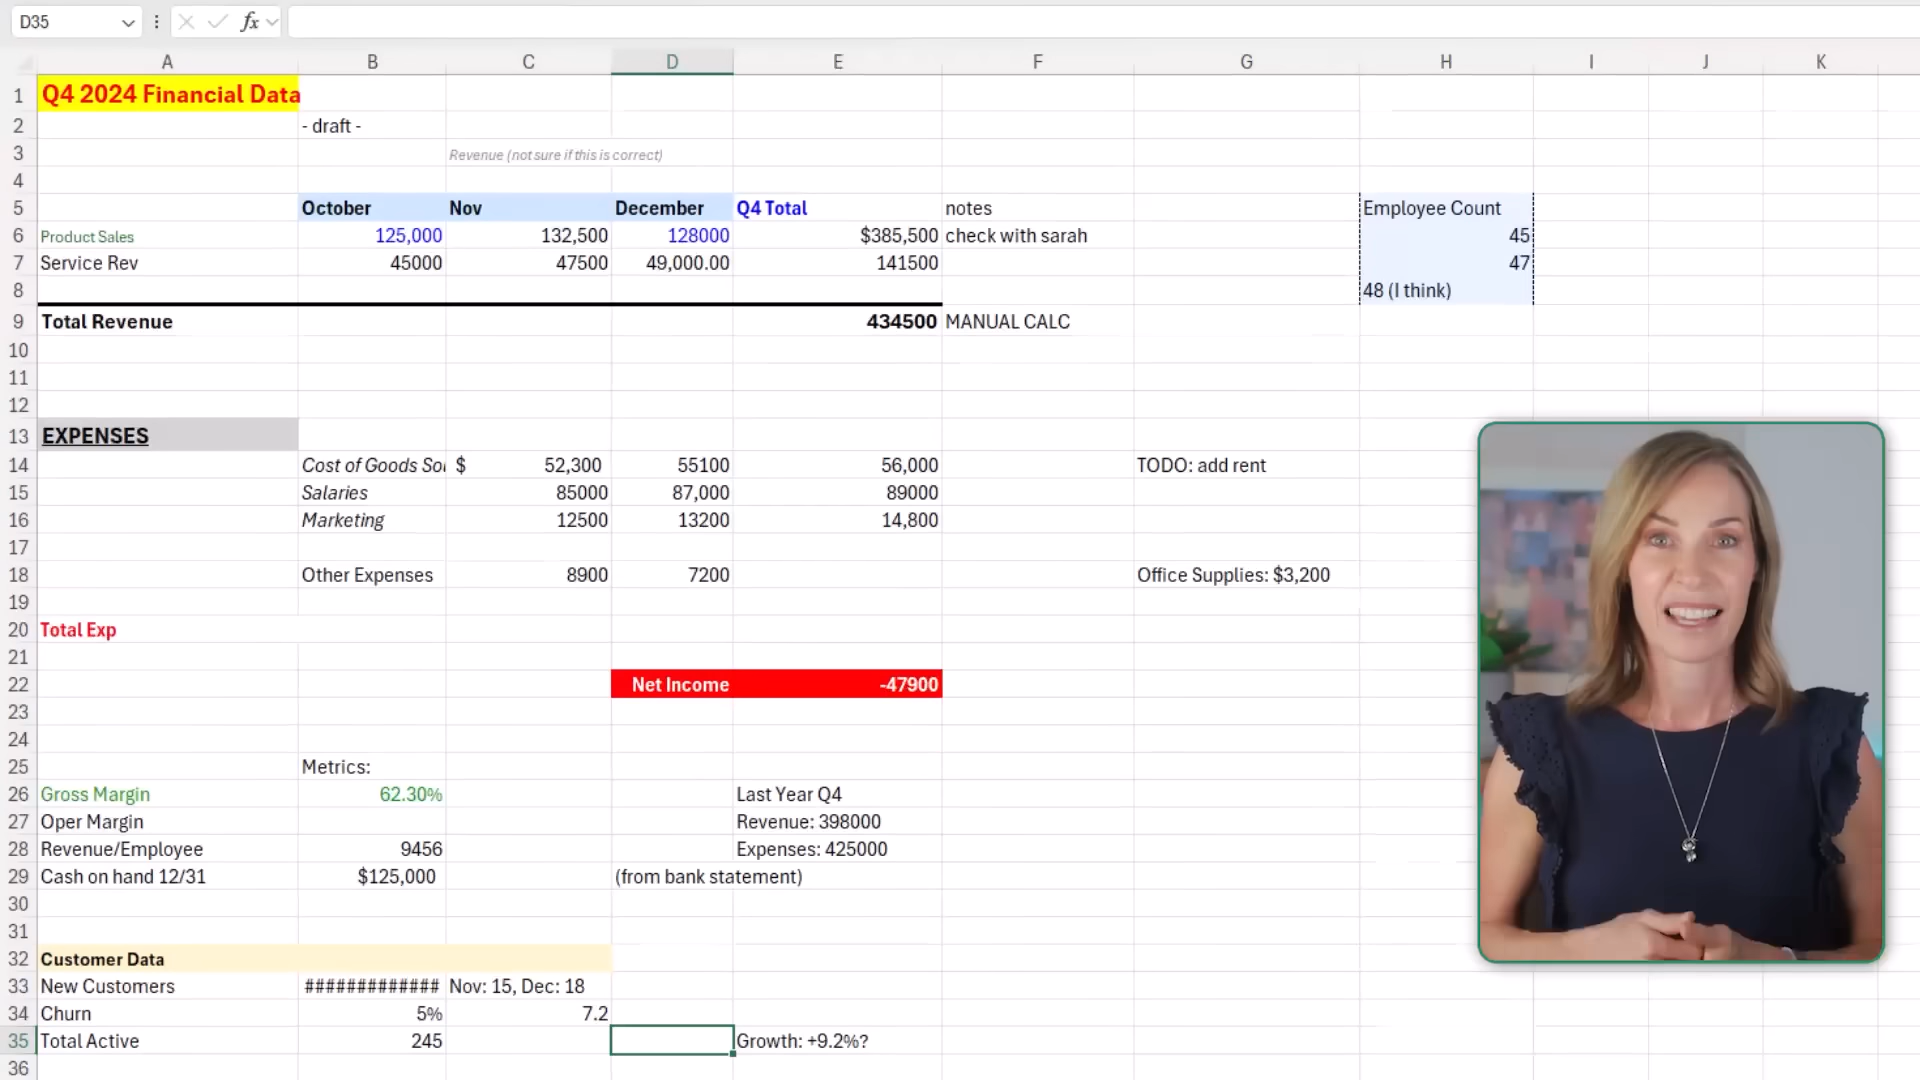 D35
fx
A B C D E F G H I J K
1 Q4 2024 Financial Data
2 - draft -
3 Revenue (not sure if this is correct)
4
5 October Nov December Q4 Total notes Employee Count
6 Product Sales 125,000 132,500 128000 $385,500 check with sarah 45
7 Service Rev 45000 47500 49,000.00 141500 47
8 48 (I think)
9 Total Revenue 434500 MANUAL CALC
10
11
12
13 EXPENSES
14 Cost of Goods Sol $ 52,300 55100 56,000 TODO: add rent
15 Salaries 85000 87,000 89000
16 Marketing 12500 13200 14,800
17
18 Other Expenses 8900 7200 Office Supplies: $3,200
19
20 Total Exp
21
22 Net Income -47900
23
24
25 Metrics:
26 Gross Margin 62.30% Last Year Q4
27 Oper Margin Revenue: 398000
28 Revenue/Employee 9456 Expenses: 425000
29 Cash on hand 12/31 $125,000 (from bank statement)
30
31
32 Customer Data
33 New Customers ############# Nov: 15, Dec: 18
34 Churn 5% 7.2
35 Total Active 245 Growth: +9.2%?
36